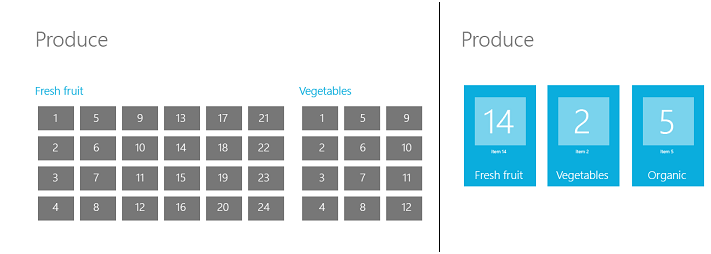 Produce
Fresh fruit
1 5 9 13 17 21
2 6 10 14 18 22
3 7 11 15 19 23
4 8 12 16 20 24
Vegetables
1 5 9
2 6 10
3 7 11
4 8 12
Produce
14
Item 14
Fresh fruit
2
Item 2
Vegetables
5
Item 5
Organic